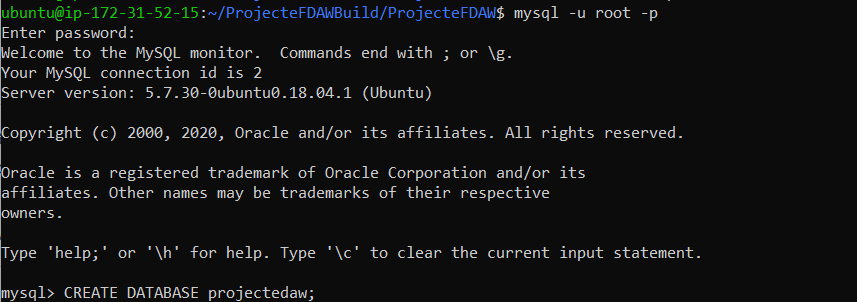 ubuntu@ip-172-31-52-15:~/ProjecteFDAWBuild/ProjecteFDAW$ mysql -u root -p
Enter password:
Welcome to the MySQL monitor.  Commands end with ; or \g.
Your MySQL connection id is 2
Server version: 5.7.30-0ubuntu0.18.04.1 (Ubuntu)

Copyright (c) 2000, 2020, Oracle and/or its affiliates. All rights reserved.

Oracle is a registered trademark of Oracle Corporation and/or its
affiliates. Other names may be trademarks of their respective
owners.

Type 'help;' or '\h' for help. Type '\c' to clear the current input statement.

mysql> CREATE DATABASE projectedaw;